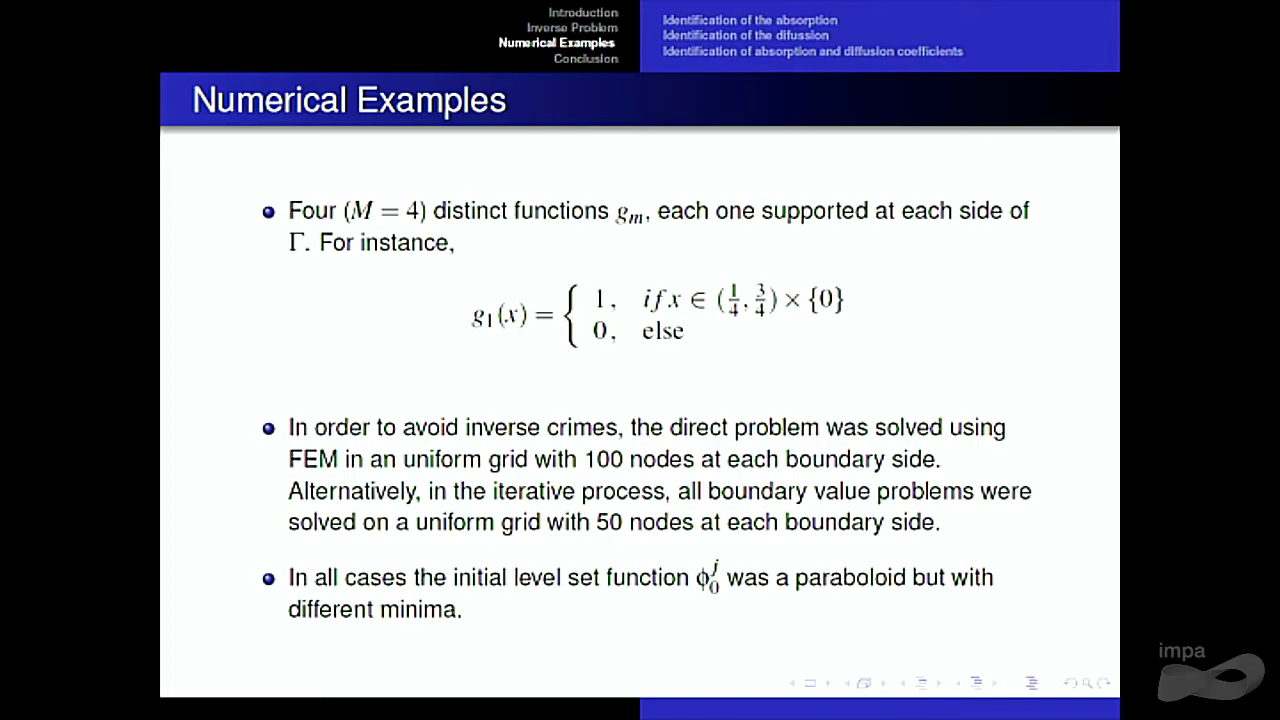 Introduction
Inverse Problem
Numerical Examples
Conclusion
Identification of the absorption
Identification of the difussion
Identification of absorption and diffusion coefficients
Numerical Examples
Four (M = 4) distinct functions gₘ, each one supported at each side of
Γ. For instance,
g₁(x) = { 1, if x ∈ (1/4, 3/4) × {0}
0, else
In order to avoid inverse crimes, the direct problem was solved using
FEM in an uniform grid with 100 nodes at each boundary side.
Alternatively, in the iterative process, all boundary value problems were
solved on a uniform grid with 50 nodes at each boundary side.
In all cases the initial level set function ϕ₀ʲ was a paraboloid but with
different minima.
impa